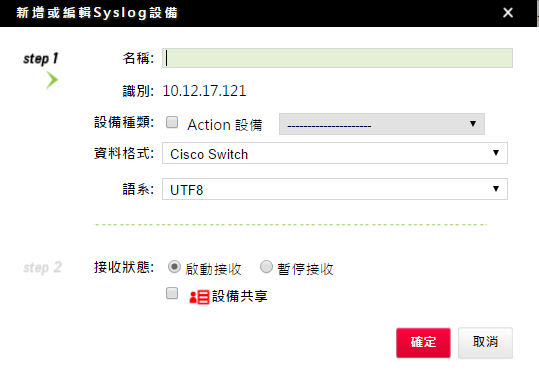 新增或編輯Syslog設備
step 1
名稱:
識別: 10.12.17.121
設備種類: Action 設備 ---------------------
資料格式: Cisco Switch
語系: UTF8
step 2
接收狀態: 啟動接收 暫停接收
設備共享
確定 取消